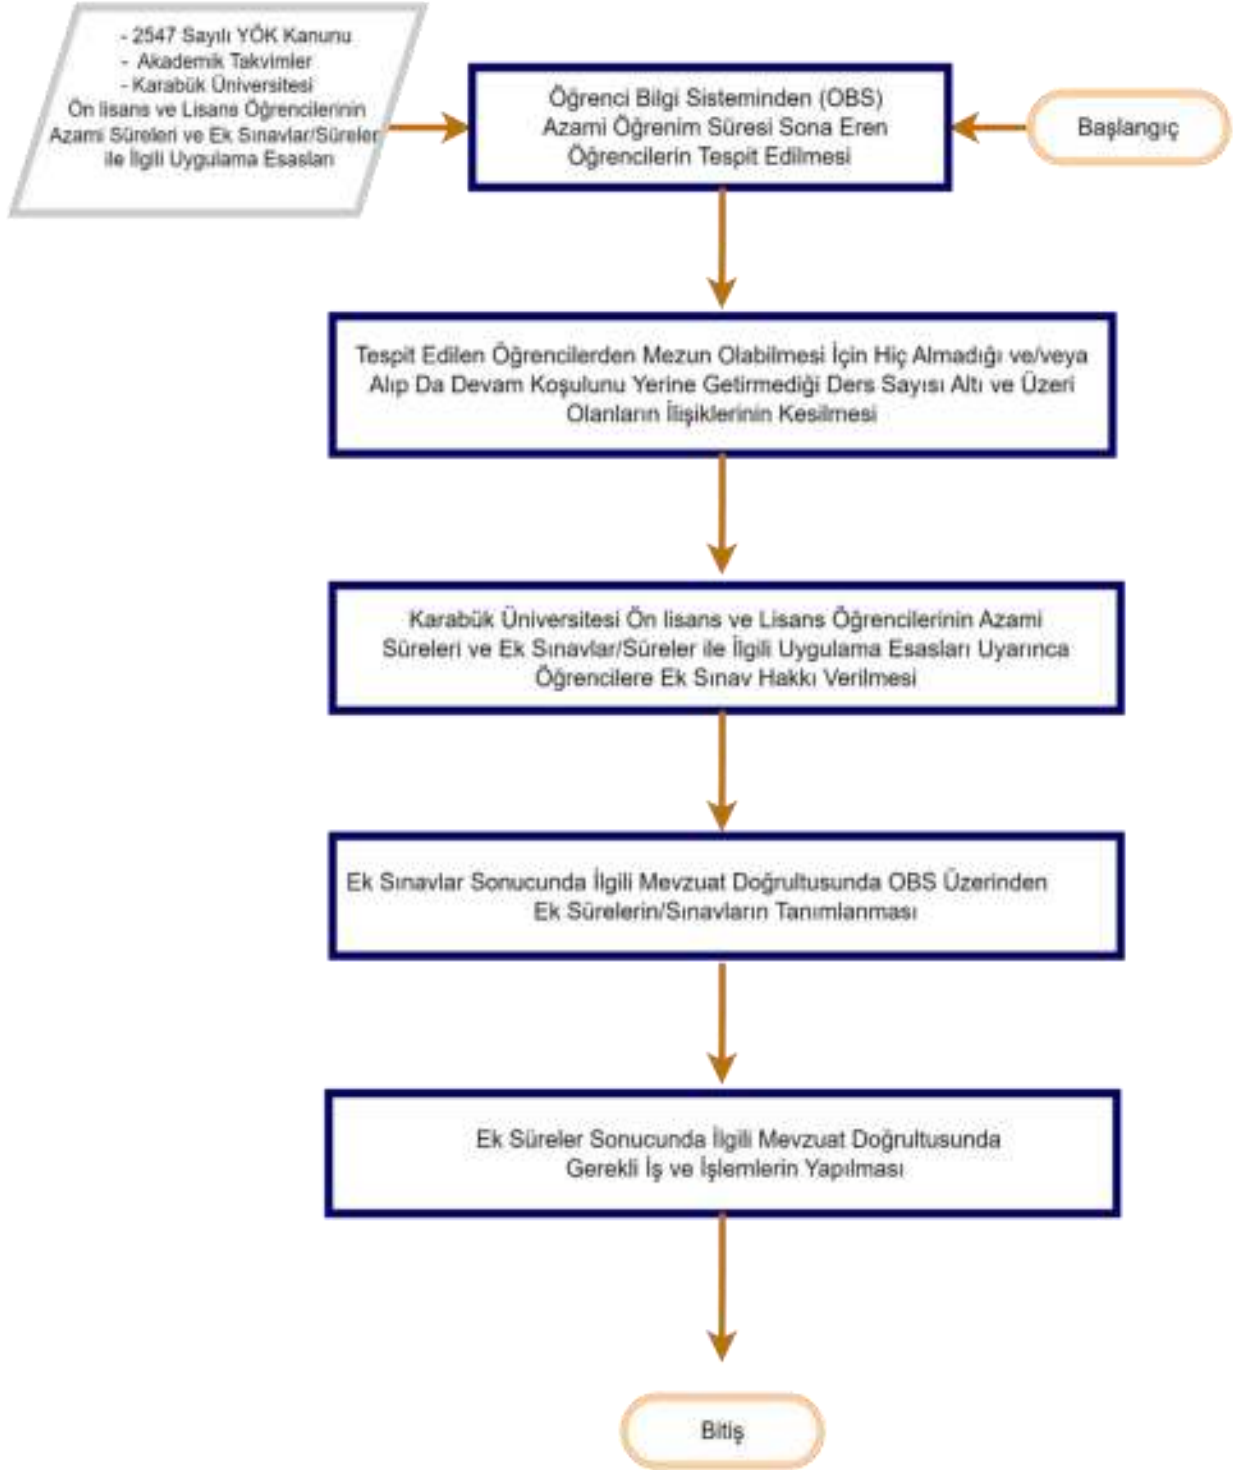 - 2547 Sayılı YÖK Kanunu
- Akademik Takvimler
- Karabük Üniversitesi
Ön lisans ve Lisans Öğrencilerinin
Azami Süreleri ve Ek Sınavlar/Süreler
ile İlgili Uygulama Esasları
Öğrenci Bilgi Sisteminden (OBS)
Azami Öğrenim Süresi Sona Eren
Öğrencilerin Tespit Edilmesi
Başlangıç
Tespit Edilen Öğrencilerden Mezun Olabilmesi İçin Hiç Almadığı ve/veya
Alıp Da Devam Koşulunu Yerine Getirmediği Ders Sayısı Altı ve Üzeri
Olanların İlişiklerinin Kesilmesi
Karabük Üniversitesi Ön lisans ve Lisans Öğrencilerinin Azami
Süreleri ve Ek Sınavlar/Süreler ile İlgili Uygulama Esasları Uyarınca
Öğrencilere Ek Sınav Hakkı Verilmesi
Ek Sınavlar Sonucunda İlgili Mevzuat Doğrultusunda OBS Üzerinden
Ek Sürelerin/Sınavların Tanımlanması
Ek Süreler Sonucunda İlgili Mevzuat Doğrultusunda
Gerekli İş ve İşlemlerin Yapılması
Bitiş